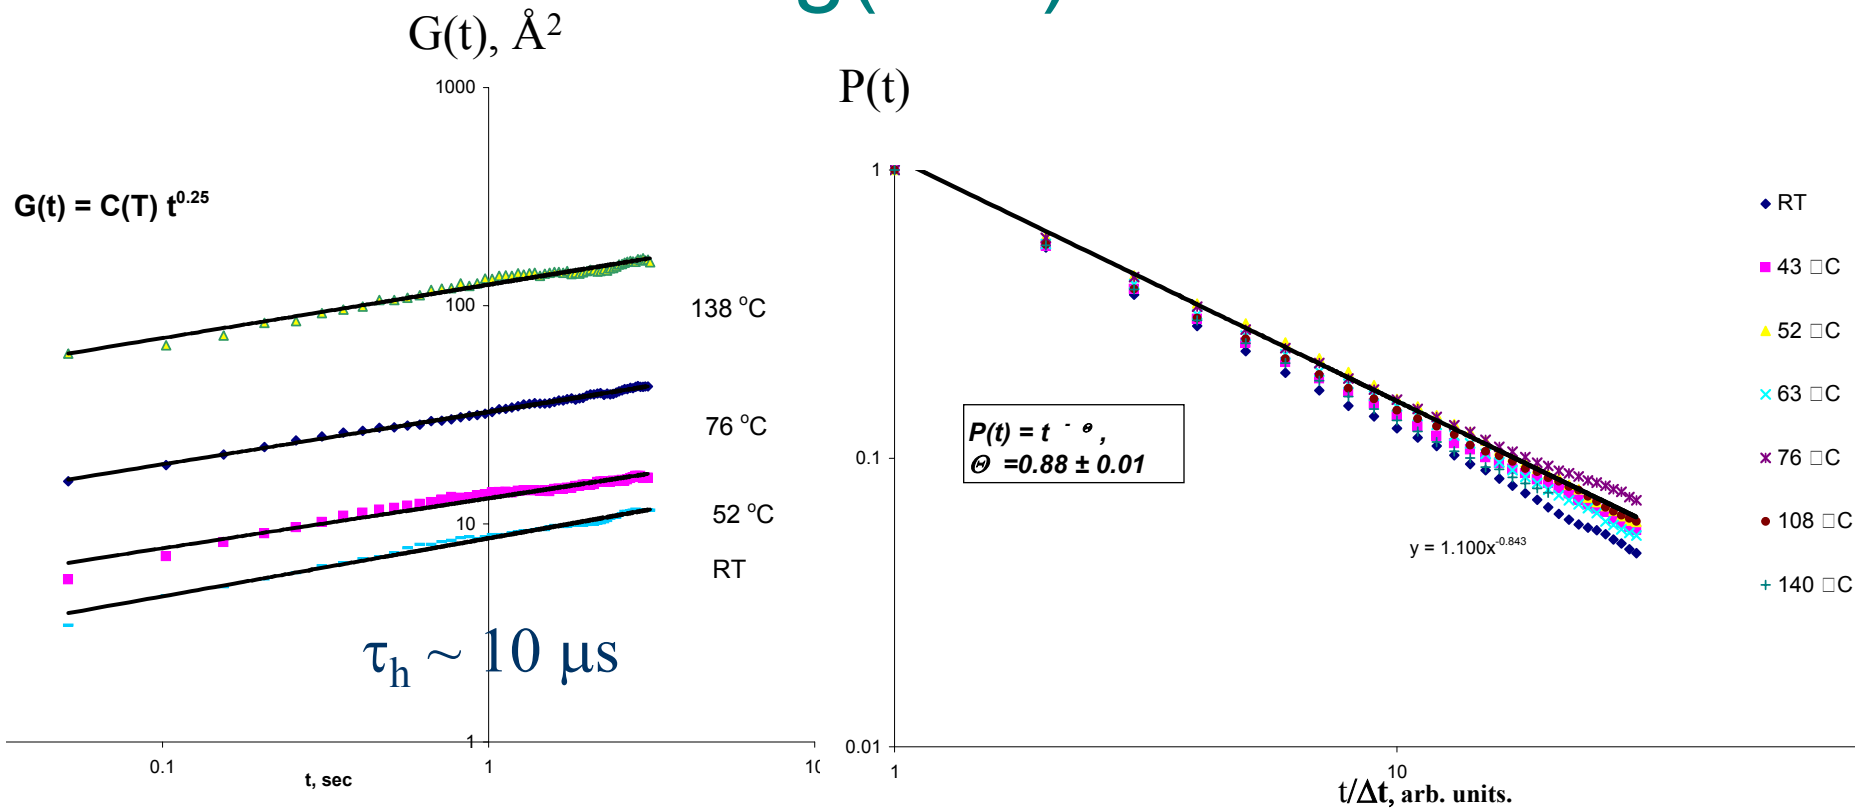 G(t), Å²
1000
G(t) = C(T) t^0.25
100
138 °C
76 °C
10
52 °C
RT
τh ~ 10 μs
1
0.1
1
10
t, sec
P(t)
1
0.1
0.01
P(t) = t ^- Θ ,
Θ =0.88 ± 0.01
y = 1.100x^-0.843
1
10
t/Δt, arb. units.
RT
43 □C
52 □C
63 □C
76 □C
108 □C
140 □C